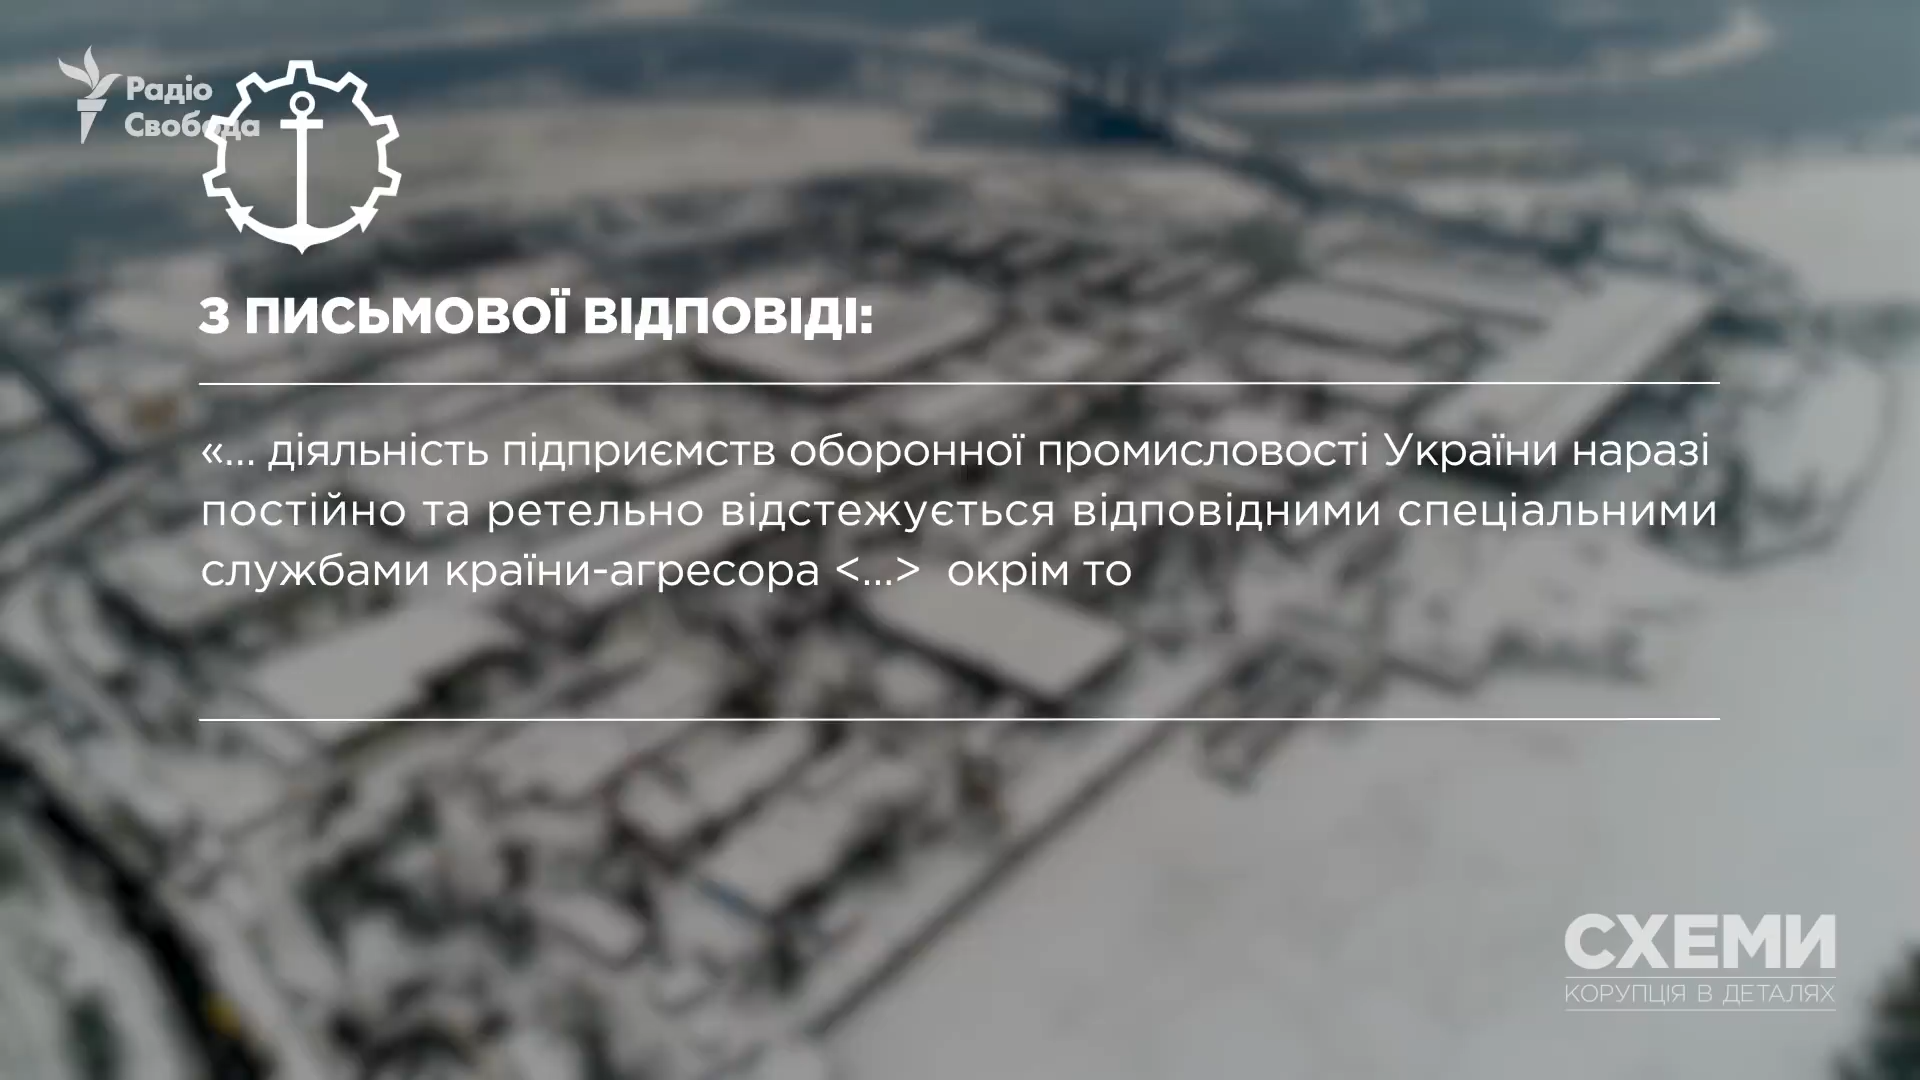 Радіо
Свобода
З ПИСЬМОВОЇ ВІДПОВІДІ:
«... діяльність підприємств оборонної промисловості України наразі
постійно та ретельно відстежується відповідними спеціальними
службами країни-агресора <...> окрім то
СХЕМИ
КОРУПЦІЯ В ДЕТАЛЯХ